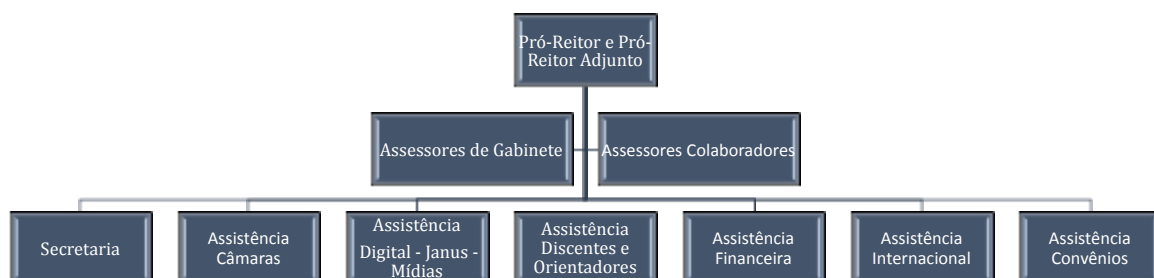 Pró-Reitor e Pró-
Reitor Adjunto
Assessores de Gabinete
Assessores Colaboradores
Secretaria
Assistência
Câmaras
Assistência
Digital - Janus -
Mídias
Assistência
Discentes e
Orientadores
Assistência
Financeira
Assistência
Internacional
Assistência
Convênios